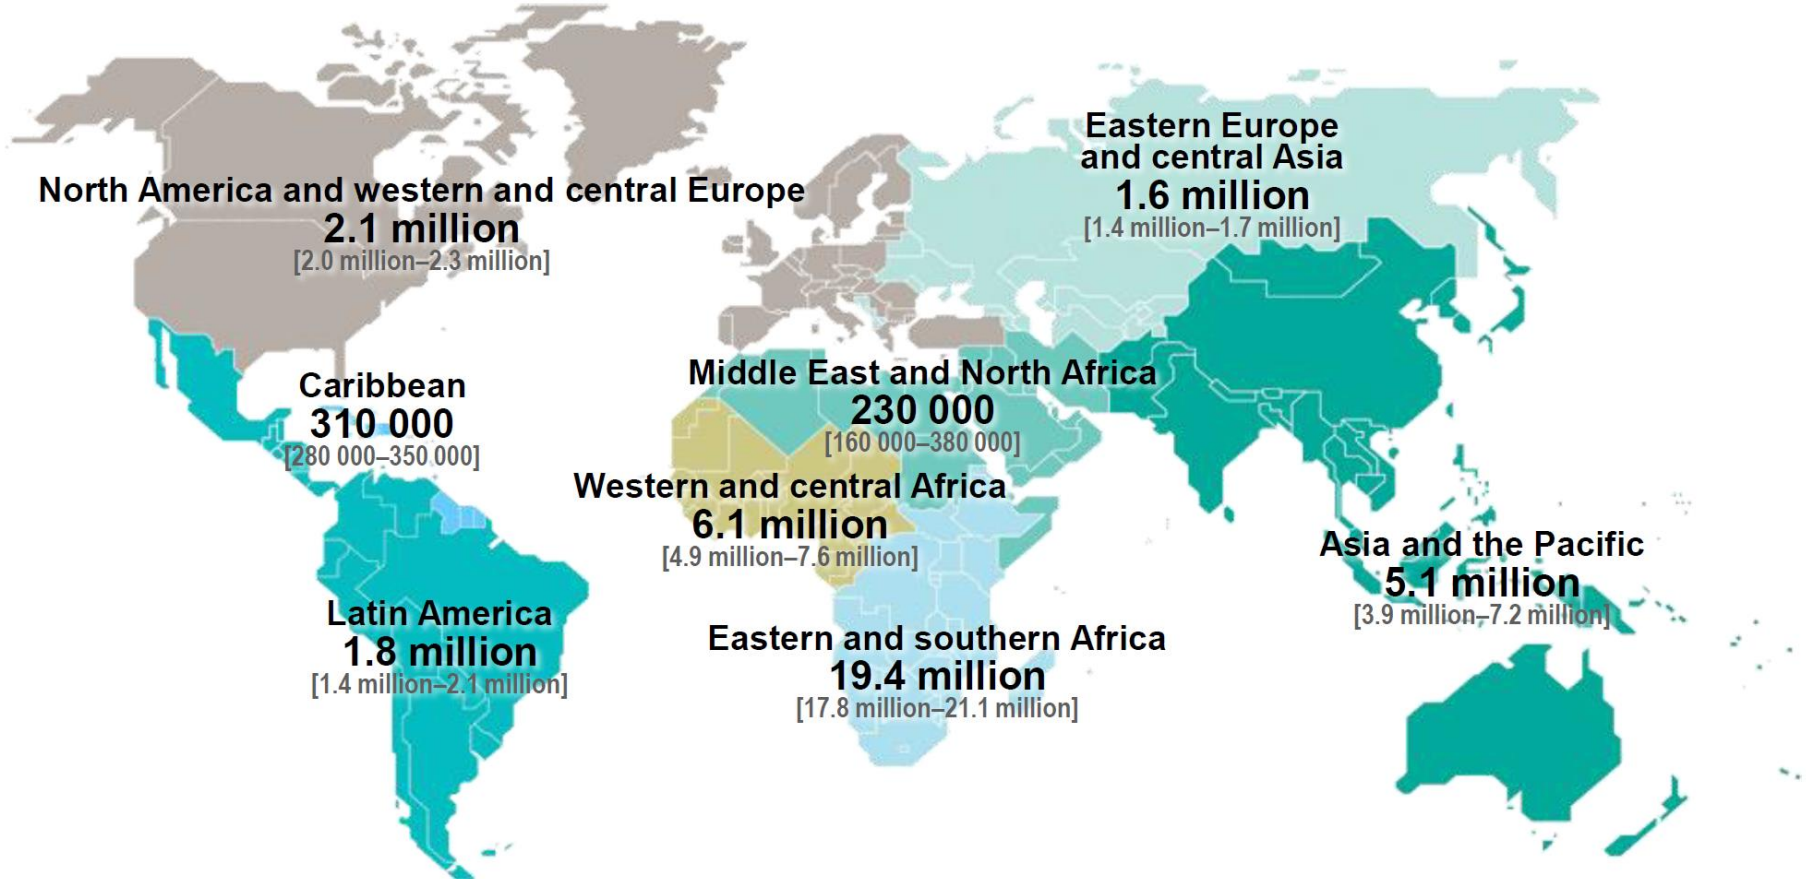 North America and western and central Europe
2.1 million
[2.0 million–2.3 million]
Eastern Europe
and central Asia
1.6 million
[1.4 million–1.7 million]
Caribbean
310 000
[280 000–350 000]
Middle East and North Africa
230 000
[160 000–380 000]
Western and central Africa
6.1 million
[4.9 million–7.6 million]
Asia and the Pacific
5.1 million
[3.9 million–7.2 million]
Latin America
1.8 million
[1.4 million–2.1 million]
Eastern and southern Africa
19.4 million
[17.8 million–21.1 million]